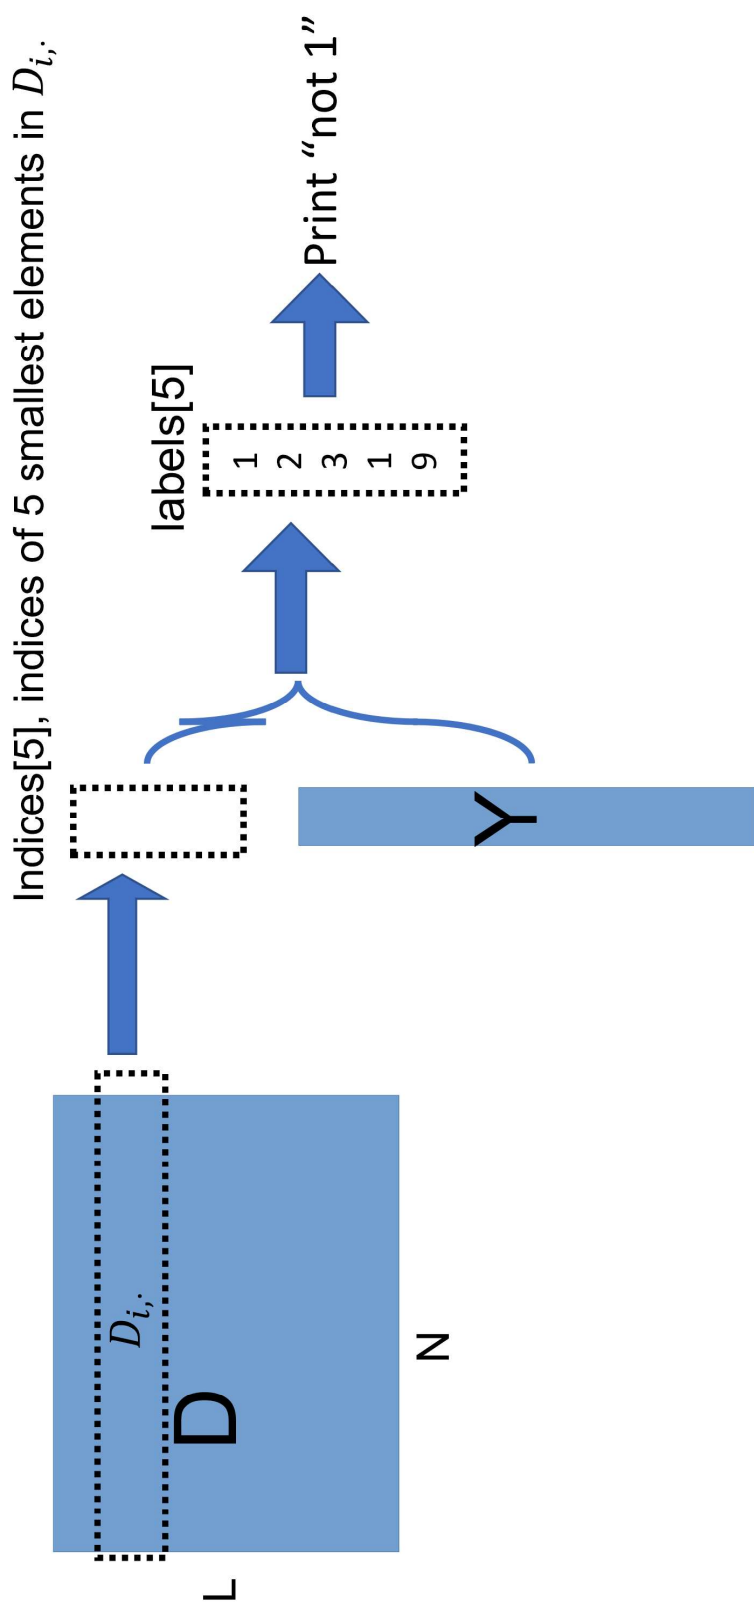 Indices[5], indices of 5 smallest elements in D_{i,·}
labels[5]
1
2
3
1
9
Print “not 1”
D_{i,·}
D
L
N
Y